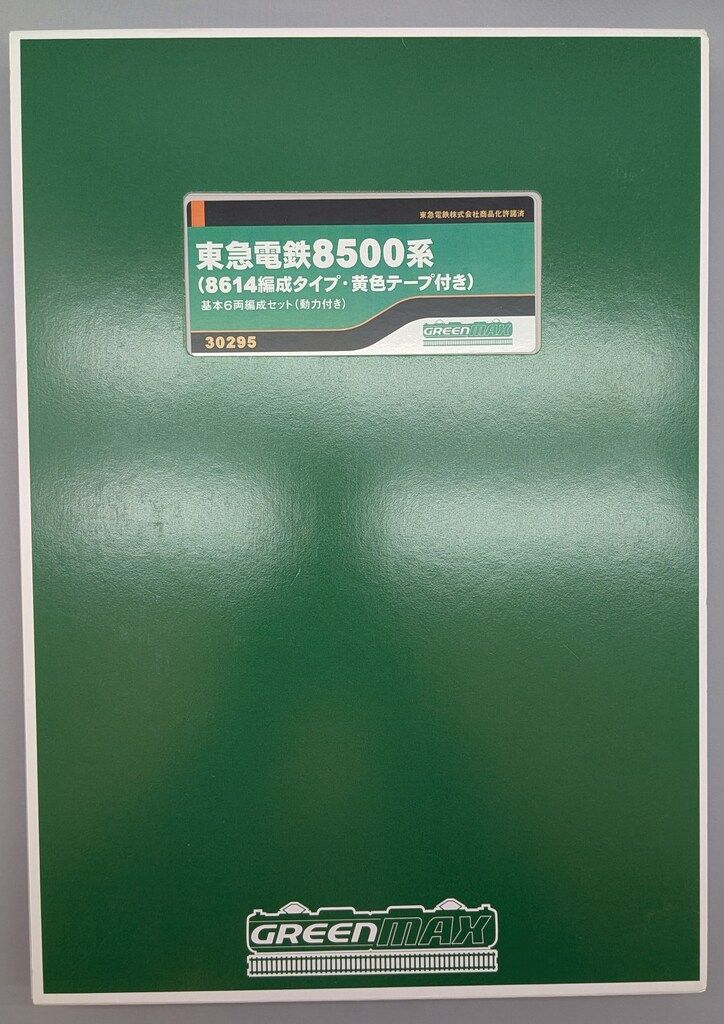 東急電鉄株式会社商品化許諾済
東急電鉄8500系
(8614編成タイプ・黄色テープ付き)
基本6両編成セット(動力付き)
30295
GREENMAX
GREENMAX